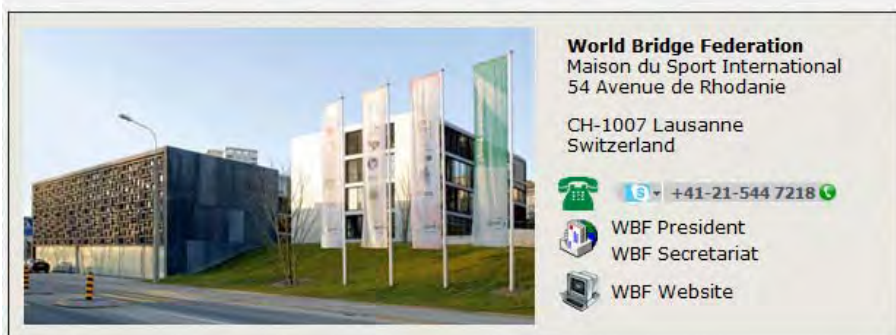 World Bridge Federation
Maison du Sport International
54 Avenue de Rhodanie
CH-1007 Lausanne
Switzerland
+41-21-544 7218
WBF President
WBF Secretariat
WBF Website